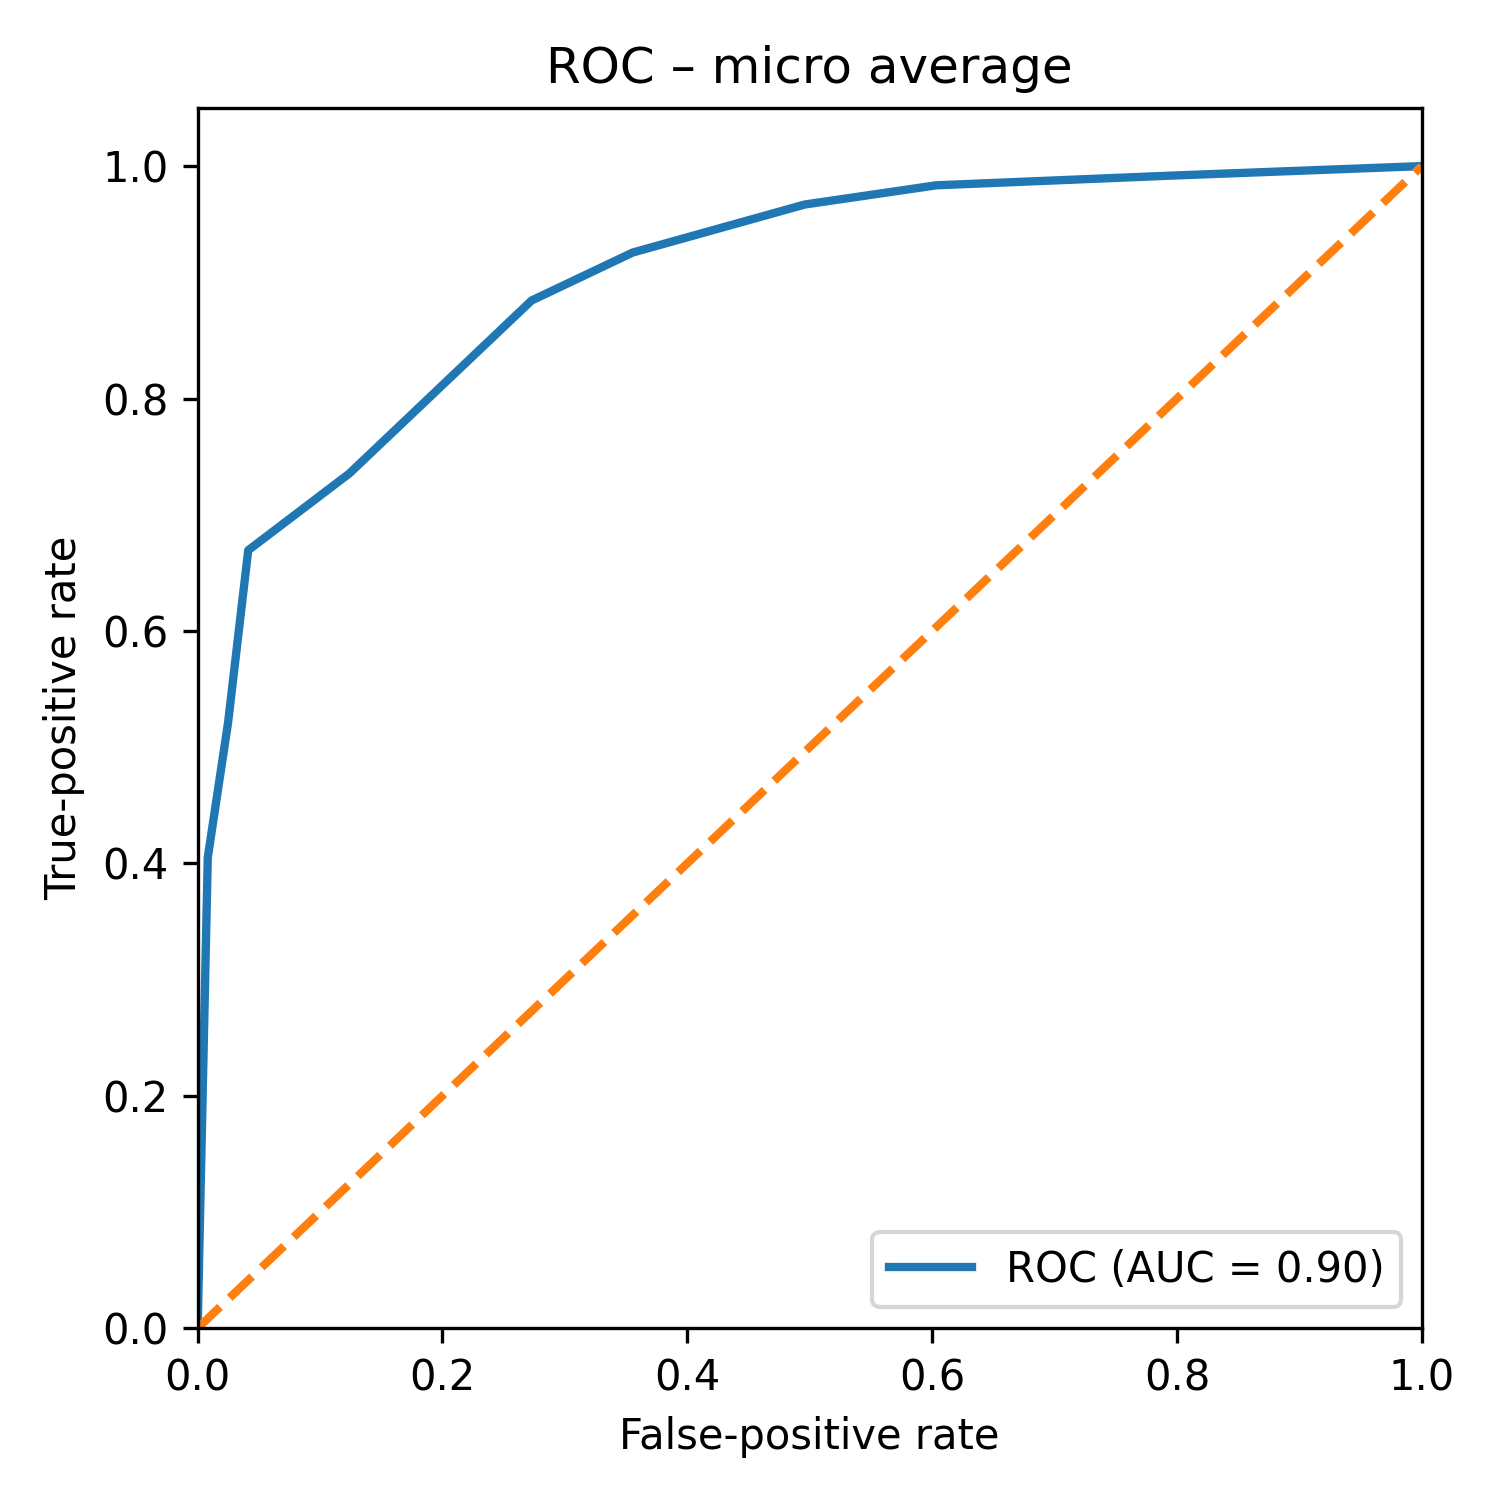 ROC – micro average
1.0
0.8
0.6
0.4
0.2
0.0
True-positive rate
0.0 0.2 0.4 0.6 0.8 1.0
False-positive rate
ROC (AUC = 0.90)